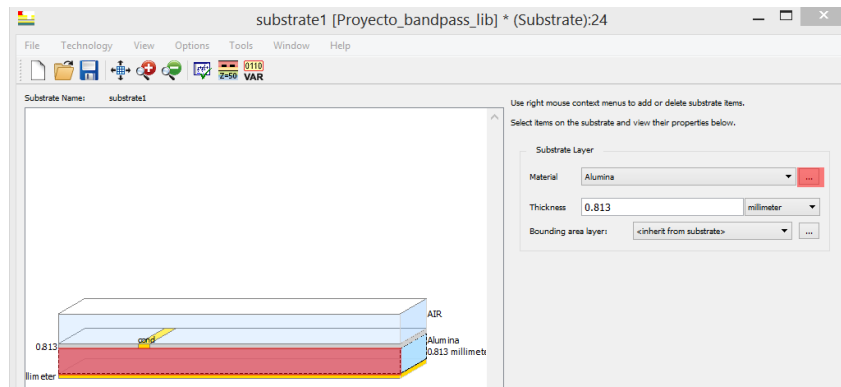 substrate1 [Proyecto_bandpass_lib] * (Substrate):24
File Technology View Options Tools Window Help
Z=50
0110
VAR
Substrate Name: substrate1
Use right mouse context menus to add or delete substrate items.
Select items on the substrate and view their properties below.
Substrate Layer
Material Alumina ...
Thickness 0.813 millimeter
Bounding area layer: <inherit from substrate> ...
AIR
cond
0.813
Alumina
0.813 millimete
llimeter